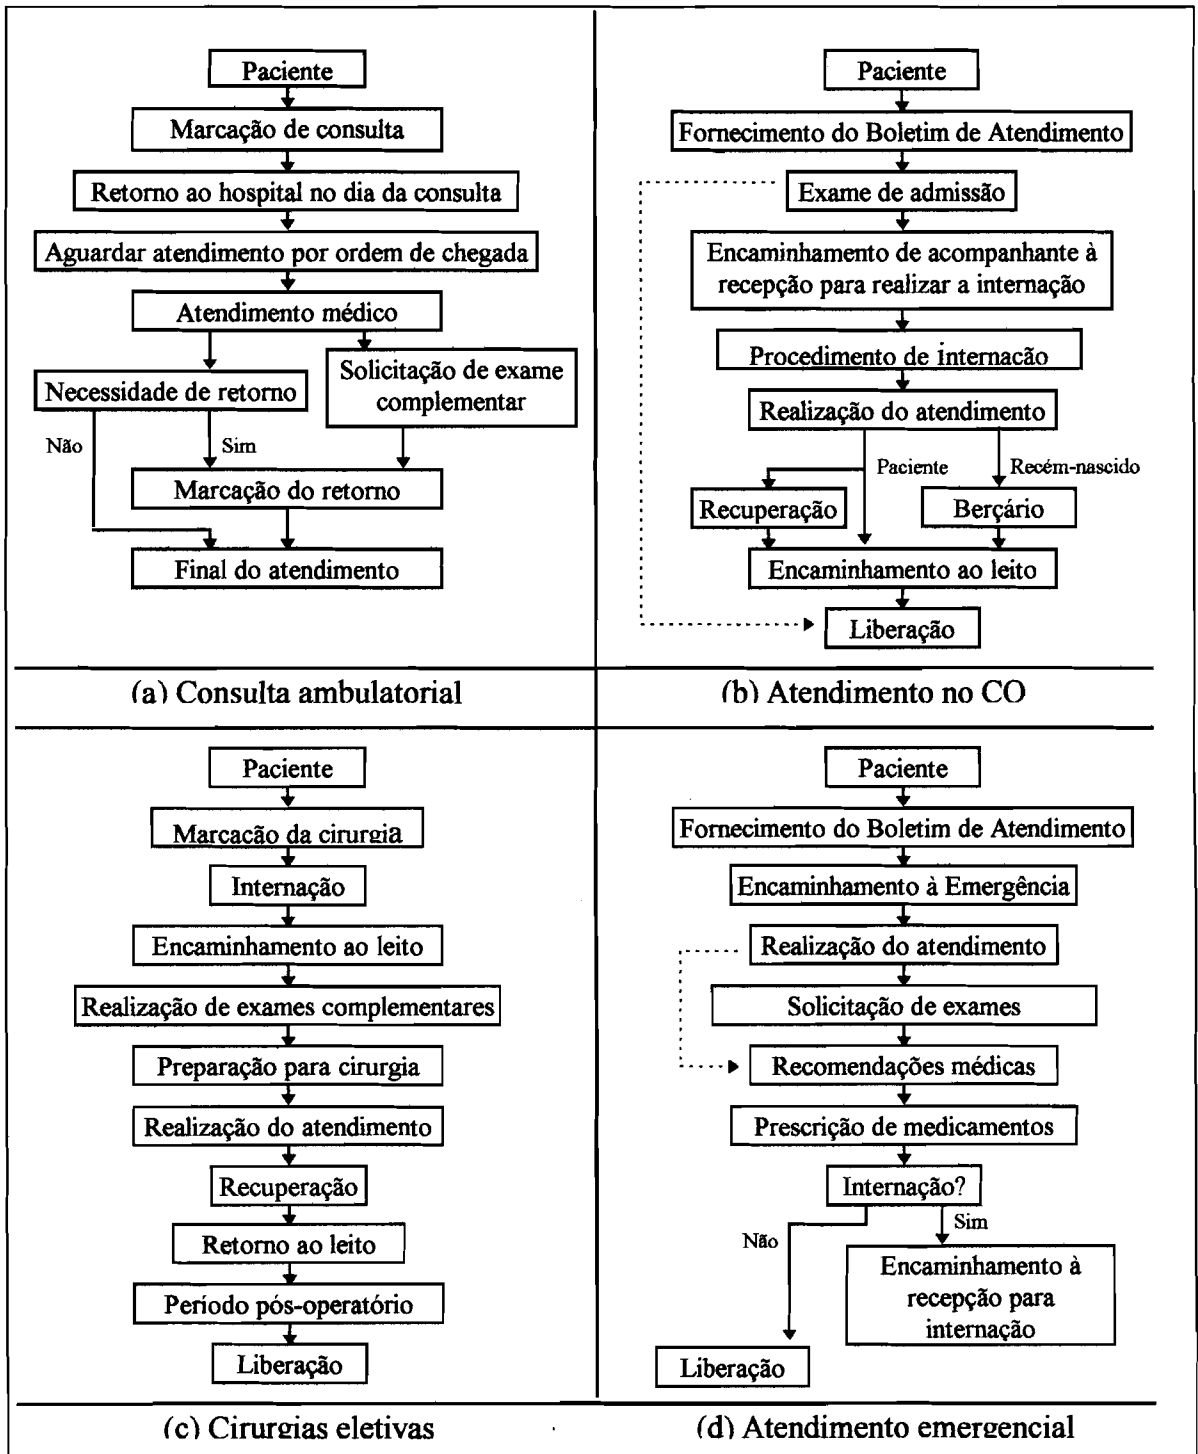 Paciente
Marcação de consulta
Retorno ao hospital no dia da consulta
Aguardar atendimento por ordem de chegada
Atendimento médico
Necessidade de retorno
Solicitação de exame
complementar
Não
Sim
Marcação do retorno
Final do atendimento
(a) Consulta ambulatorial
Paciente
Fornecimento do Boletim de Atendimento
Exame de admissão
Encaminhamento de acompanhante à
recepção para realizar a internação
Procedimento de internacão
Realização do atendimento
Paciente
Recém-nascido
Recuperação
Berçário
Encaminhamento ao leito
Liberação
(b) Atendimento no CO
Paciente
Marcacão da cirurgia
Internação
Encaminhamento ao leito
Realização de exames complementares
Preparação para cirurgia
Realização do atendimento
Recuperação
Retorno ao leito
Período pós-operatório
Liberação
(c) Cirurgias eletivas
Paciente
Fornecimento do Boletim de Atendimento
Encaminhamento à Emergência
Realização do atendimento
Solicitação de exames
Recomendações médicas
Prescrição de medicamentos
Internação?
Não
Sim
Encaminhamento à
recepção para
internação
Liberação
(d) Atendimento emergencial